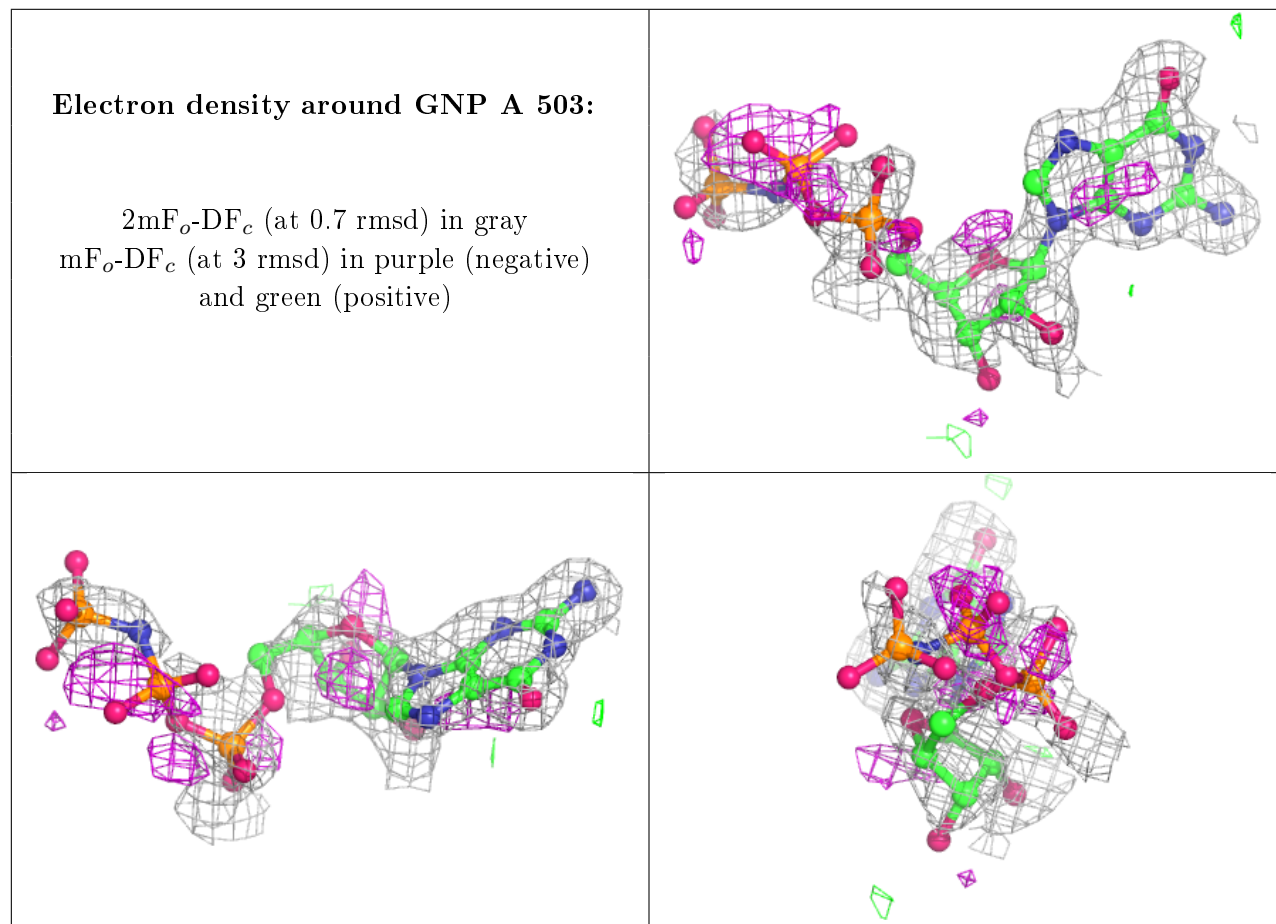 Electron density around GNP A 503:
2mFo-DFc (at 0.7 rmsd) in gray
mFo-DFc (at 3 rmsd) in purple (negative)
and green (positive)